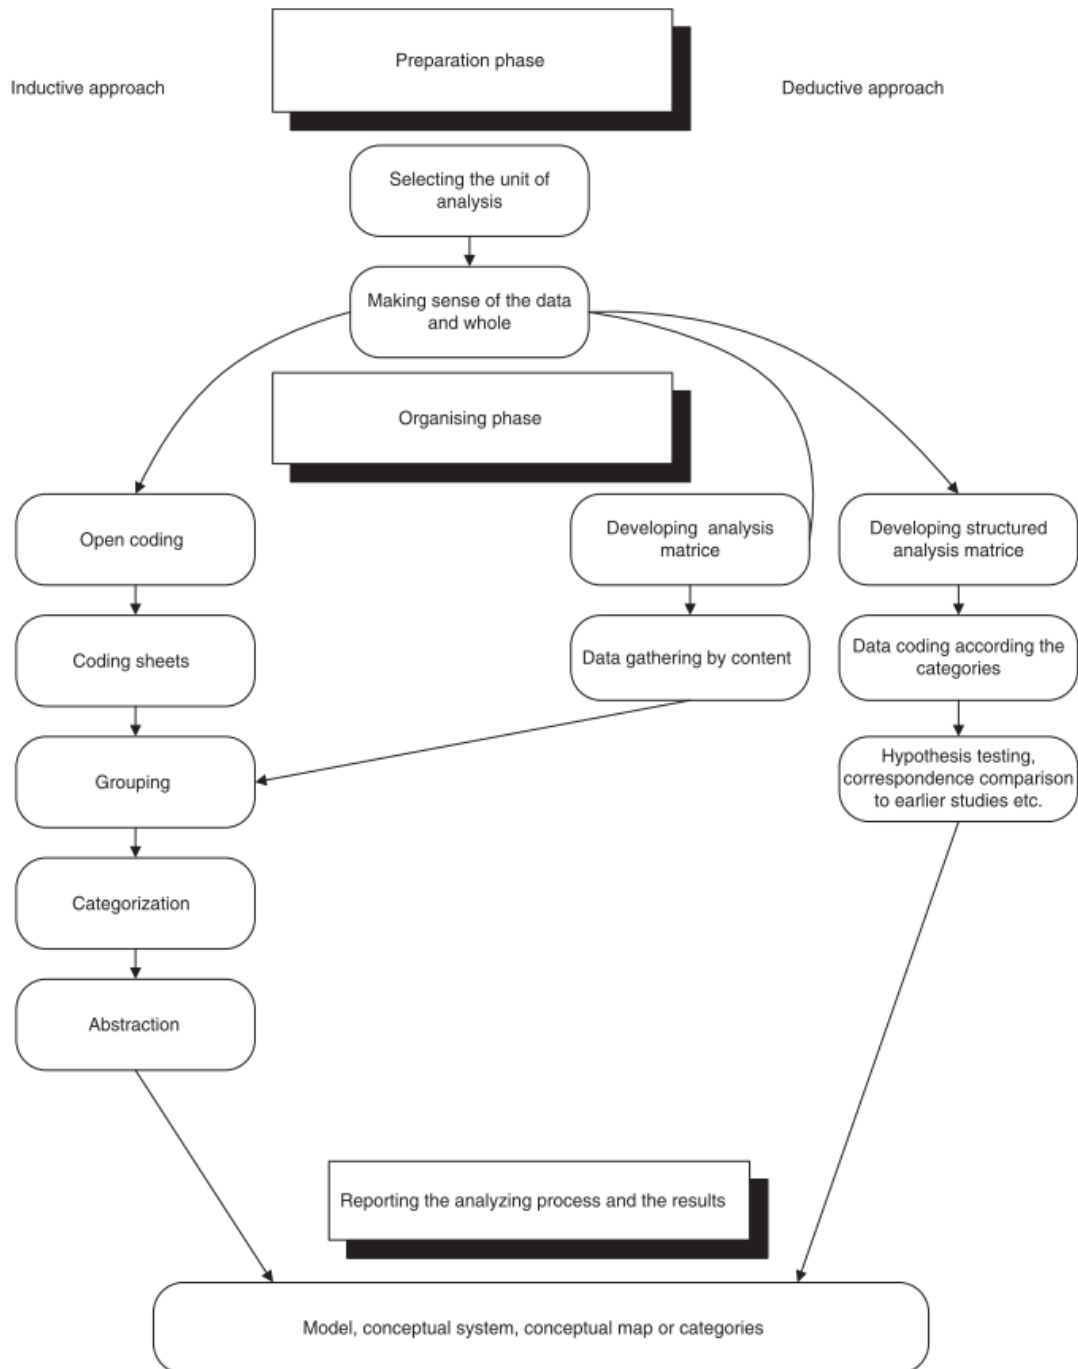 Preparation phase
Inductive approach
Deductive approach
Selecting the unit of
analysis
Making sense of the data
and whole
Organising phase
Open coding
Developing analysis
matrice
Developing structured
analysis matrice
Coding sheets
Data gathering by content
Data coding according the
categories
Grouping
Hypothesis testing,
correspondence comparison
to earlier studies etc.
Categorization
Abstraction
Reporting the analyzing process and the results
Model, conceptual system, conceptual map or categories